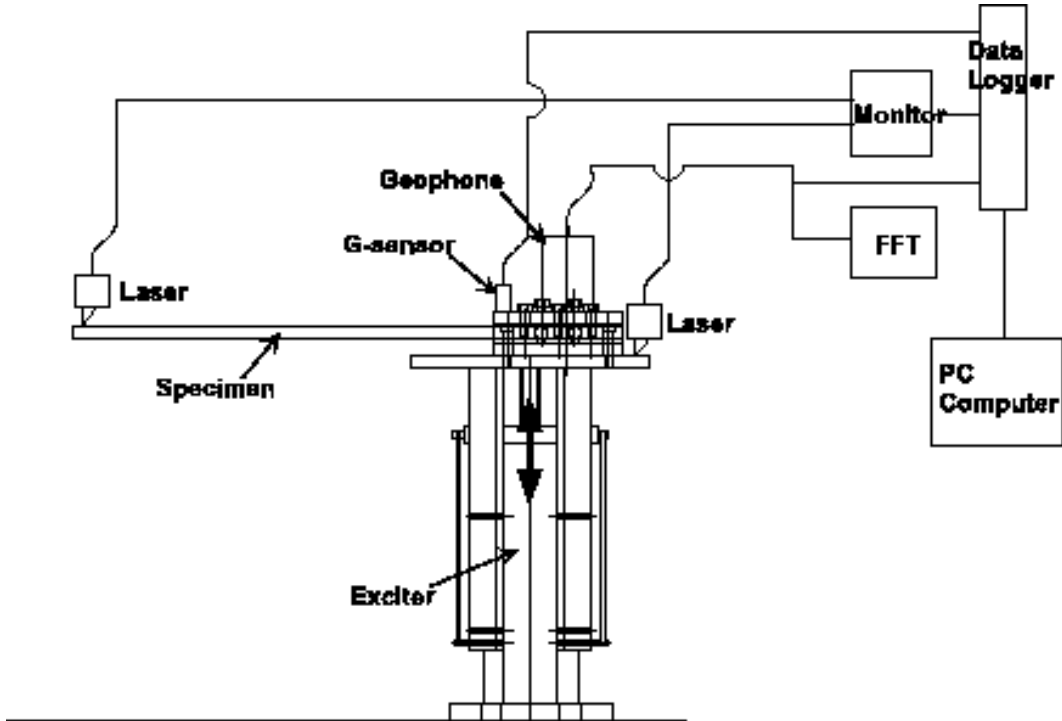 Data
Logger
Monitor
Geophone
G-sensor
FFT
Laser
Laser
Specimen
PC
Computer
Exciter